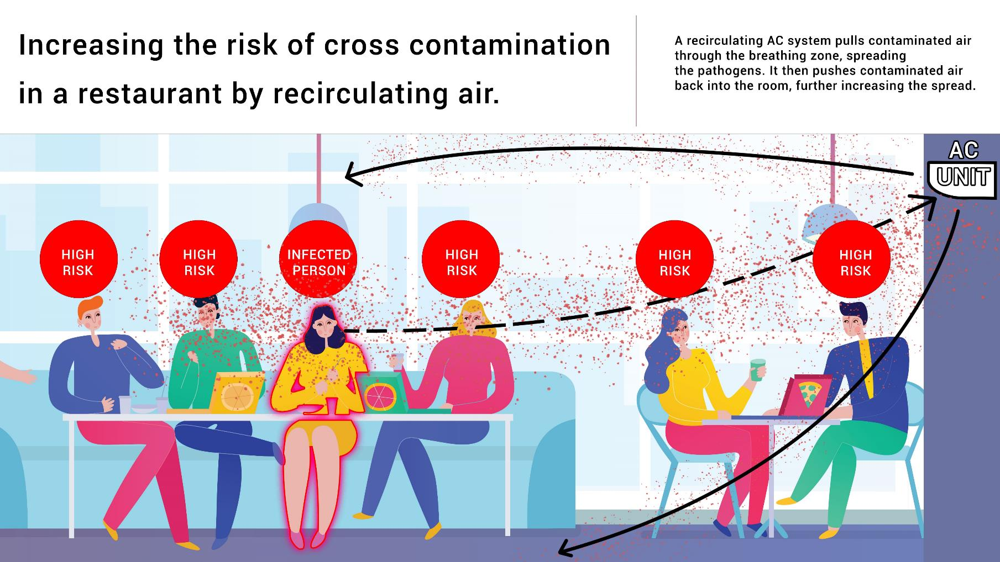 Increasing the risk of cross contamination
in a restaurant by recirculating air.
A recirculating AC system pulls contaminated air
through the breathing zone, spreading
the pathogens. It then pushes contaminated air
back into the room, further increasing the spread.
AC
UNIT
HIGH
RISK
HIGH
RISK
INFECTED
PERSON
HIGH
RISK
HIGH
RISK
HIGH
RISK